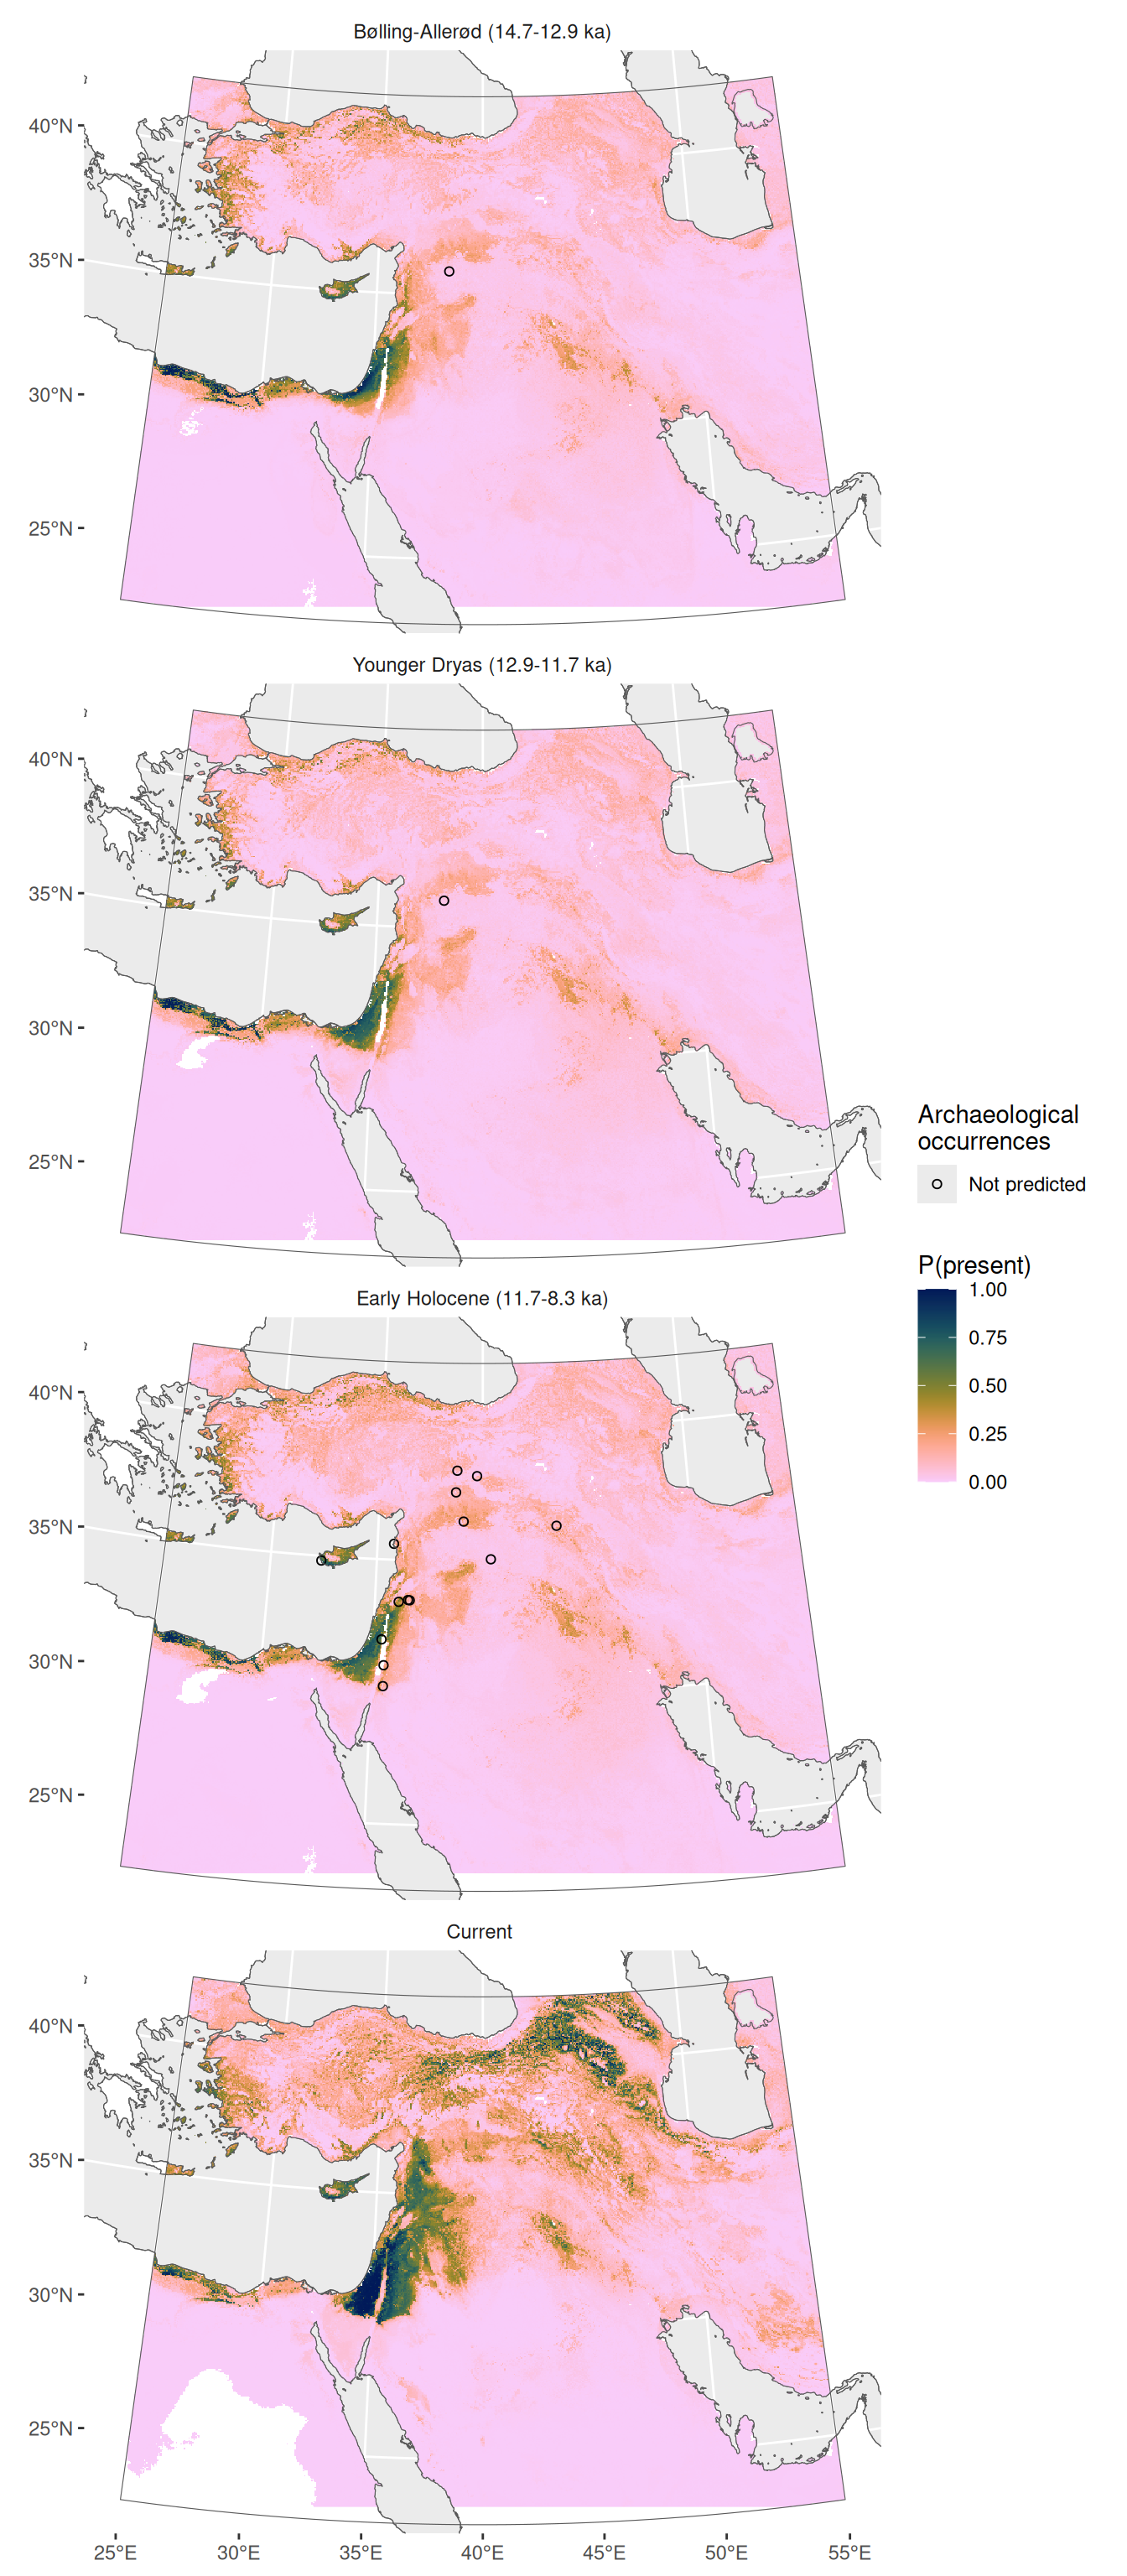 Bølling-Allerød (14.7-12.9 ka)
40°N
35°N
30°N
25°N
Younger Dryas (12.9-11.7 ka)
40°N
35°N
30°N
25°N
Archaeological
occurrences
Not predicted
P(present)
1.00
0.75
0.50
0.25
0.00
Early Holocene (11.7-8.3 ka)
40°N
35°N
30°N
25°N
Current
40°N
35°N
30°N
25°N
25°E 30°E 35°E 40°E 45°E 50°E 55°E